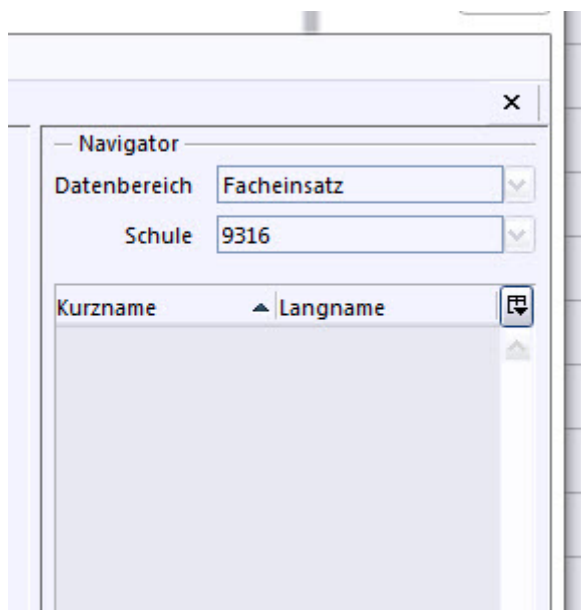 Navigator
Datenbereich Facheinsatz
Schule 9316
Kurzname Langname